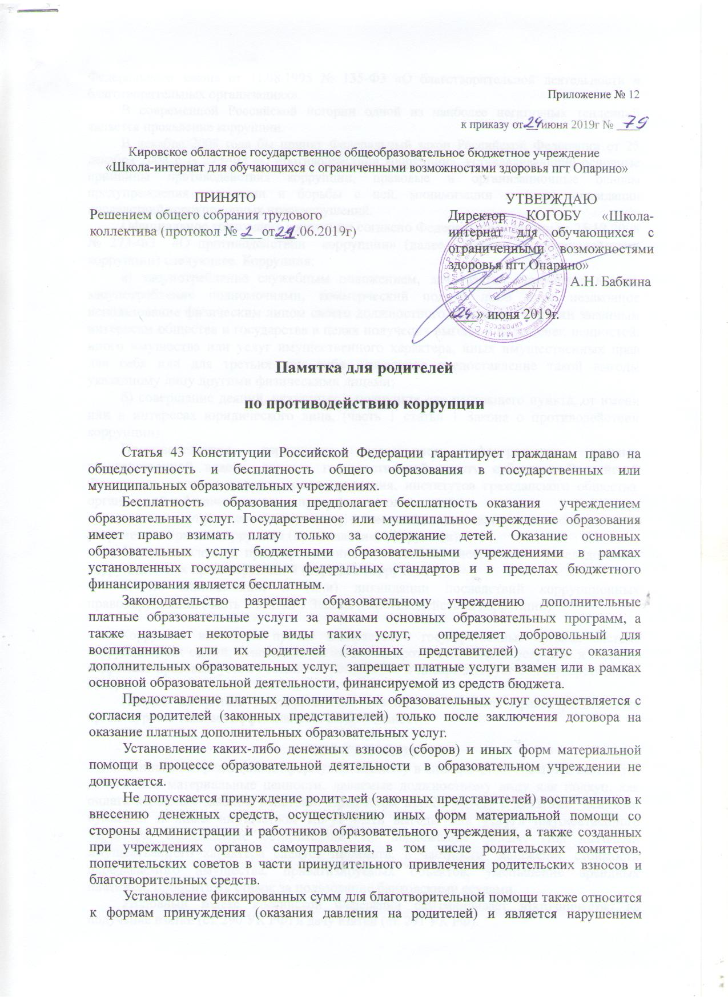 Приложение № 12
к приказу от 24 июня 2019г № 79
Кировское областное государственное общеобразовательное бюджетное учреждение
«Школа-интернат для обучающихся с ограниченными возможностями здоровья пгт Опарино»
ПРИНЯТО
Решением общего собрания трудового
коллектива (протокол № 2 от 21.06.2019г)
УТВЕРЖДАЮ
Директор КОГОБУ «Школа-
интернат для обучающихся с
ограниченными возможностями
здоровья пгт Опарино»
А.Н. Бабкина
«24» июня 2019г.
Памятка для родителей
по противодействию коррупции
Статья 43 Конституции Российской Федерации гарантирует гражданам право на
общедоступность и бесплатность общего образования в государственных или
муниципальных образовательных учреждениях.
Бесплатность образования предполагает бесплатность оказания учреждением
образовательных услуг. Государственное или муниципальное учреждение образования
имеет право взимать плату только за содержание детей. Оказание основных
образовательных услуг бюджетными образовательными учреждениями в рамках
установленных государственных федеральных стандартов и в пределах бюджетного
финансирования является бесплатным.
Законодательство разрешает образовательному учреждению дополнительные
платные образовательные услуги за рамками основных образовательных программ, а
также называет некоторые виды таких услуг, определяет добровольный для
воспитанников или их родителей (законных представителей) статус оказания
дополнительных образовательных услуг, запрещает платные услуги взамен или в рамках
основной образовательной деятельности, финансируемой из средств бюджета.
Предоставление платных дополнительных образовательных услуг осуществляется с
согласия родителей (законных представителей) только после заключения договора на
оказание платных дополнительных образовательных услуг.
Установление каких-либо денежных взносов (сборов) и иных форм материальной
помощи в процессе образовательной деятельности в образовательном учреждении не
допускается.
Не допускается принуждение родителей (законных представителей) воспитанников к
внесению денежных средств, осуществлению иных форм материальной помощи со
стороны администрации и работников образовательного учреждения, а также созданных
при учреждениях органов самоуправления, в том числе родительских комитетов,
попечительских советов в части принудительного привлечения родительских взносов и
благотворительных средств.
Установление фиксированных сумм для благотворительной помощи также относится
к формам принуждения (оказания давления на родителей) и является нарушением